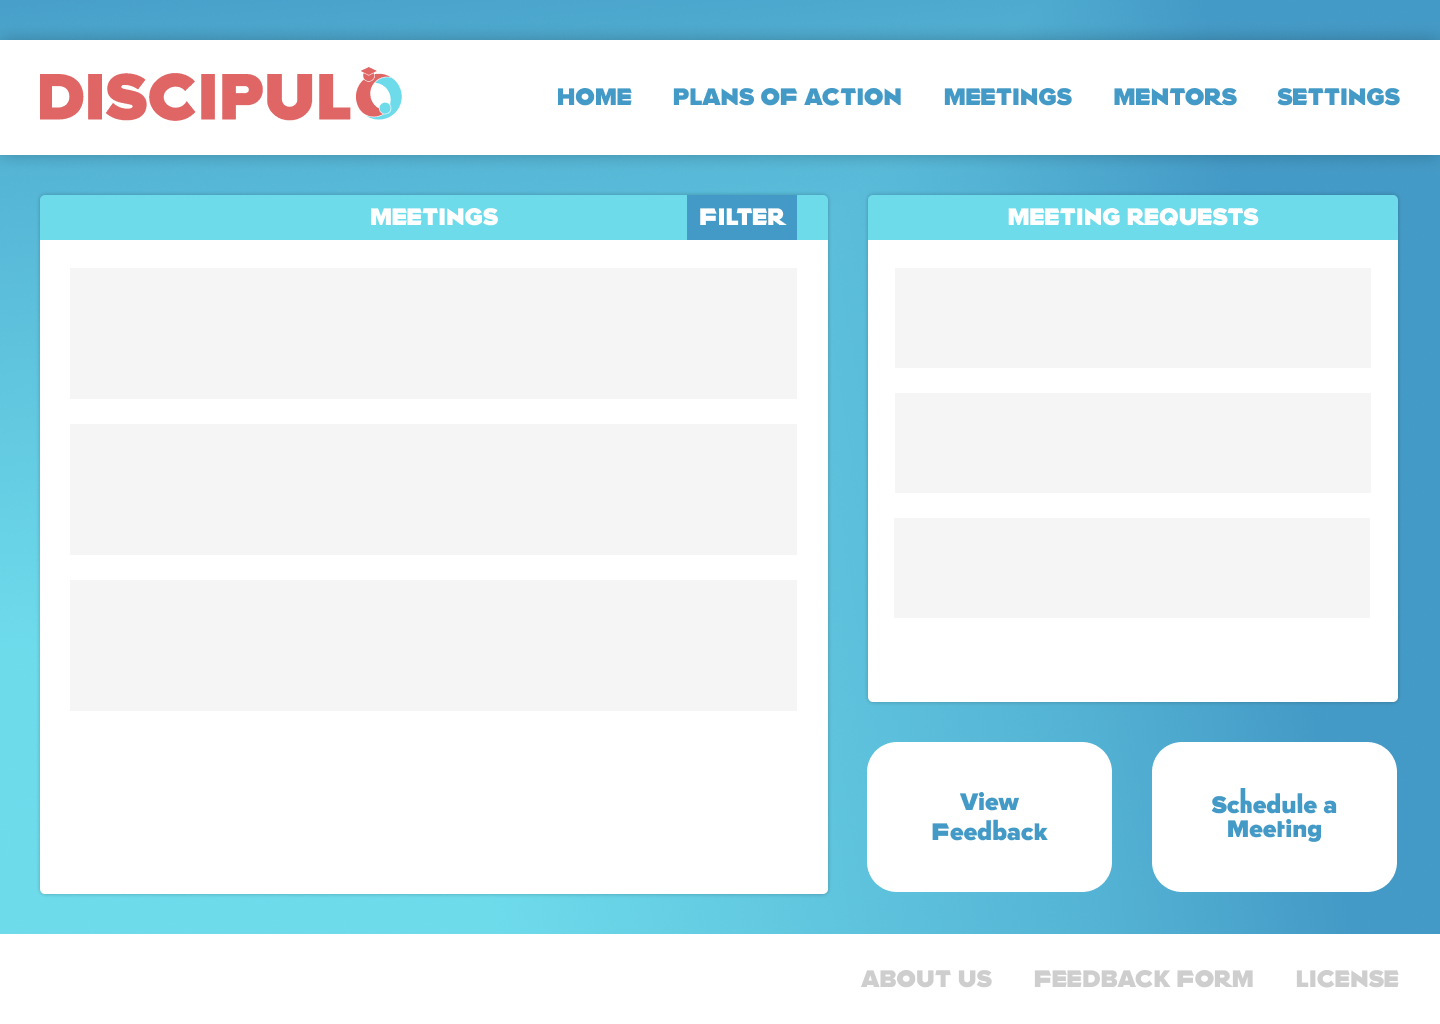 DISCIPULO
HOME PLANS OF ACTION MEETINGS MENTORS SETTINGS
MEETINGS FILTER
MEETING REQUESTS
View
Feedback
Schedule a
Meeting
ABOUT US FEEDBACK FORM LICENSE